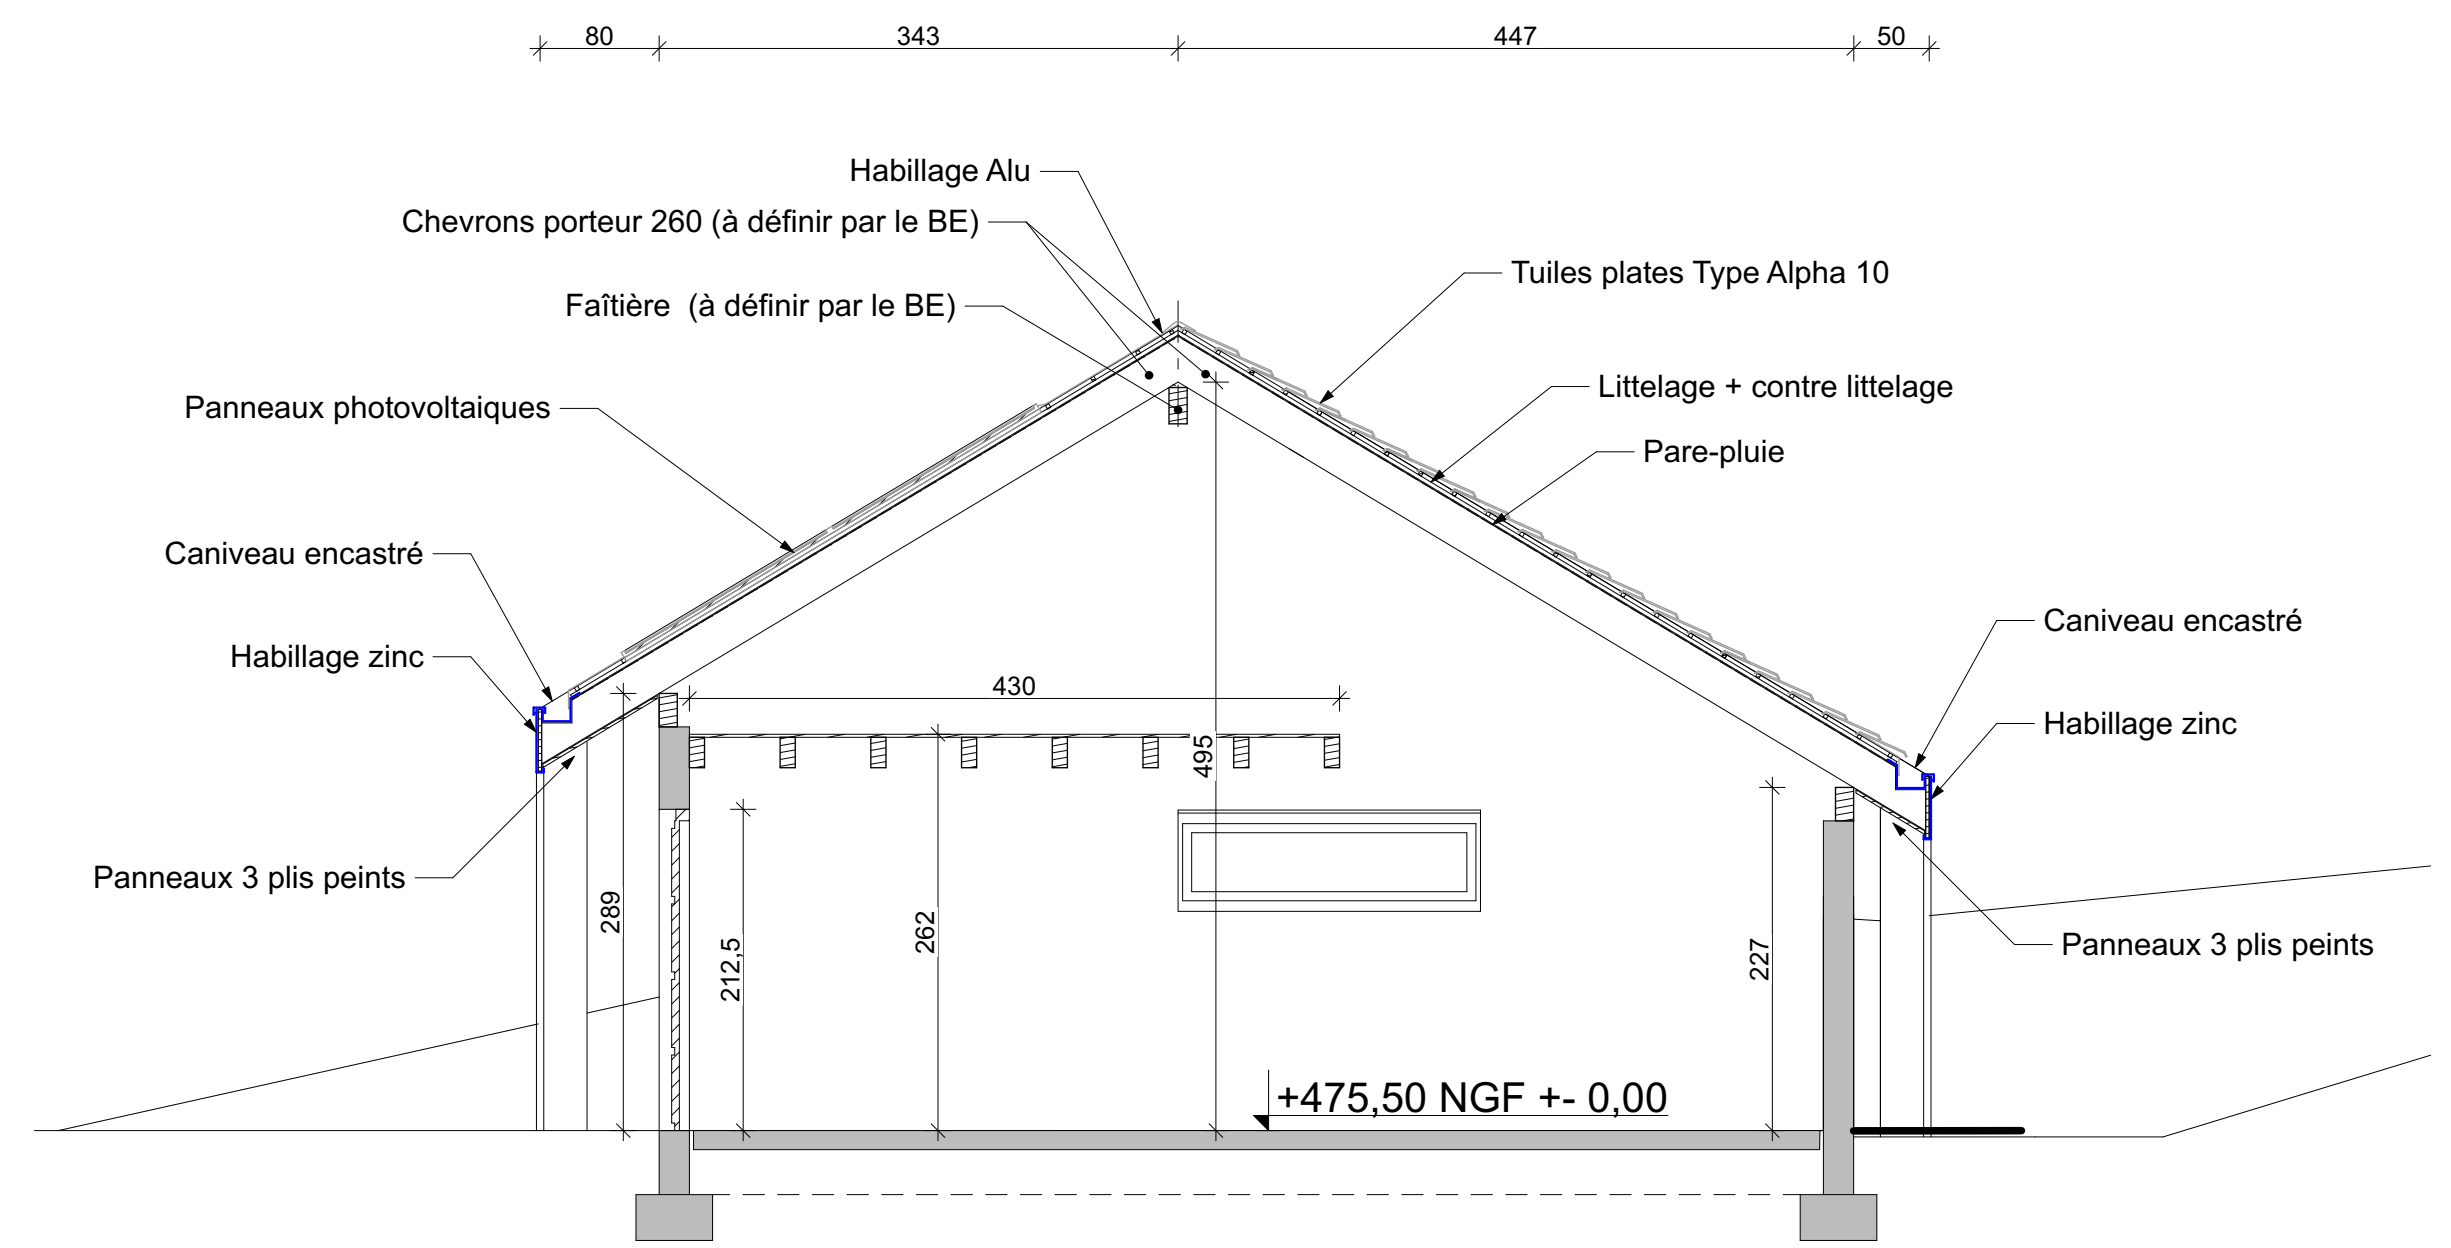 80
343
447
50
Habillage Alu
Chevrons porteur 260 (à définir par le BE)
Tuiles plates Type Alpha 10
Faîtière (à définir par le BE)
Littelage + contre littelage
Panneaux photovoltaiques
Pare-pluie
Caniveau encastré
Caniveau encastré
Habillage zinc
430
Habillage zinc
495
Panneaux 3 plis peints
289
262
212,5
227
Panneaux 3 plis peints
+475,50 NGF +- 0,00